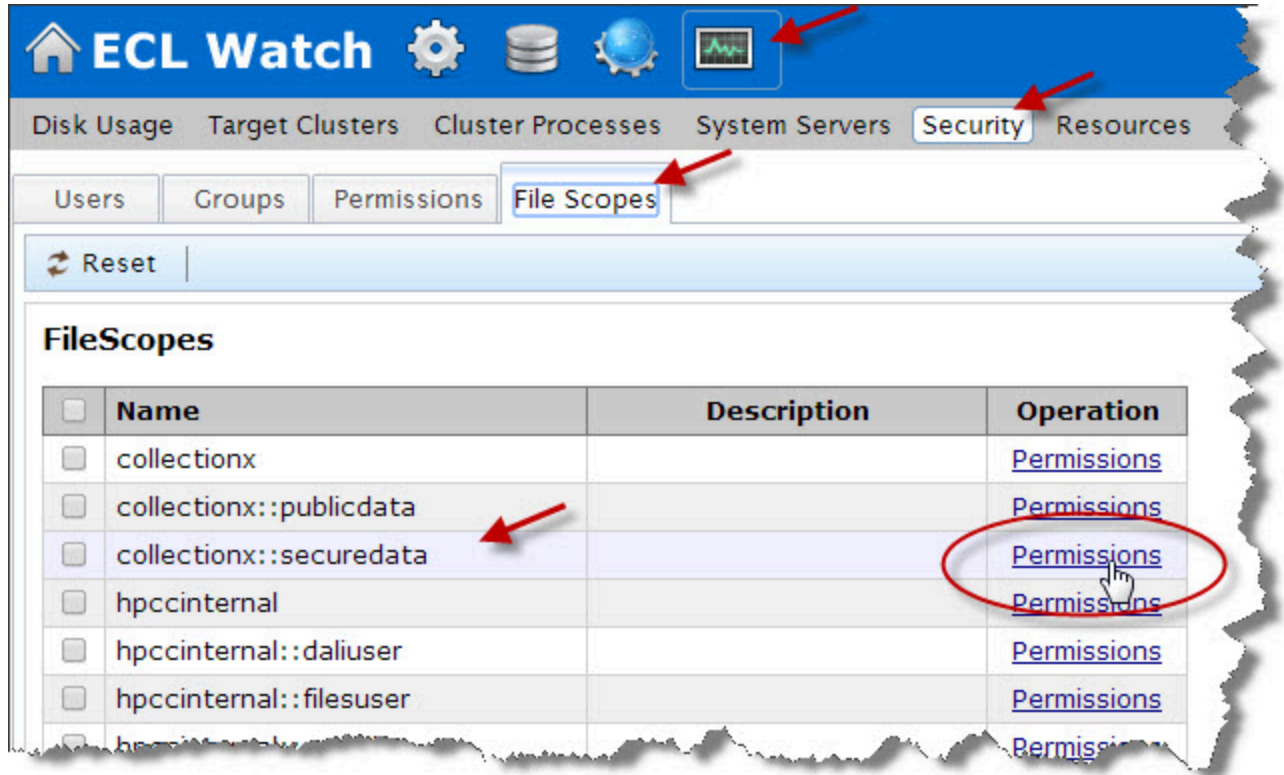 ECL Watch
Disk Usage Target Clusters Cluster Processes System Servers Security Resources
Users Groups Permissions File Scopes
Reset
FileScopes
Name Description Operation
collectionx Permissions
collectionx::publicdata Permissions
collectionx::securedata Permissions
hpccinternal Permissions
hpccinternal::daliuser Permissions
hpccinternal::filesuser Permissions
Permissions